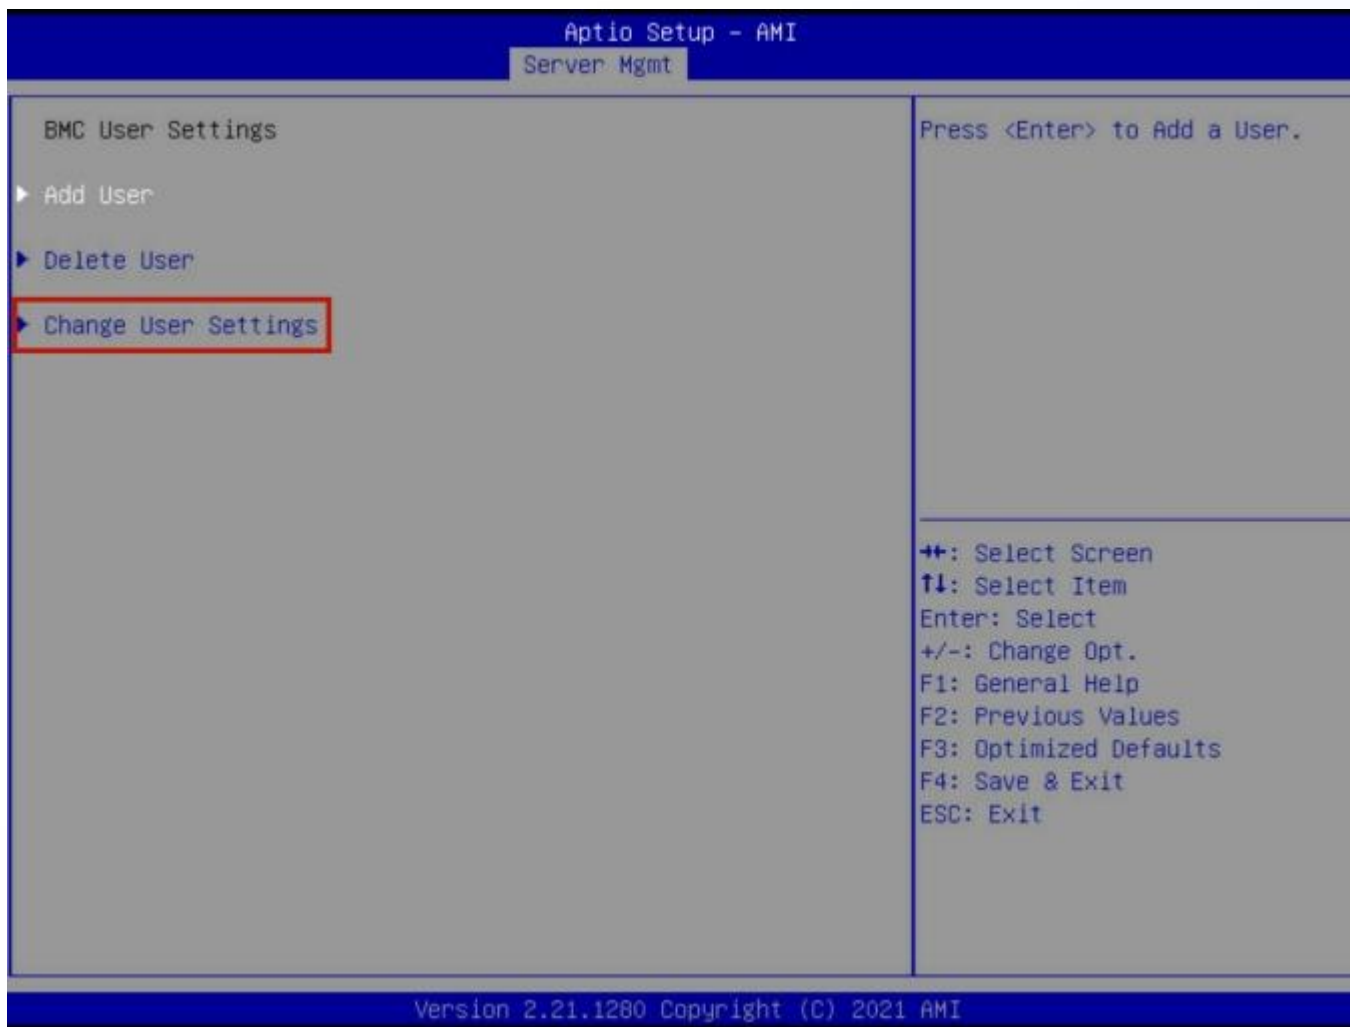 Aptio Setup – AMI
Server Mgmt
BMC User Settings
▶ Add User
▶ Delete User
▶ Change User Settings
Press <Enter> to Add a User.
→←: Select Screen
↑↓: Select Item
Enter: Select
+/-: Change Opt.
F1: General Help
F2: Previous Values
F3: Optimized Defaults
F4: Save & Exit
ESC: Exit
Version 2.21.1280 Copyright (C) 2021 AMI